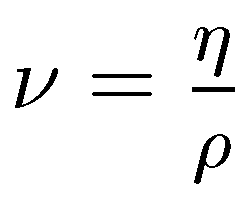 ν = η/ρ